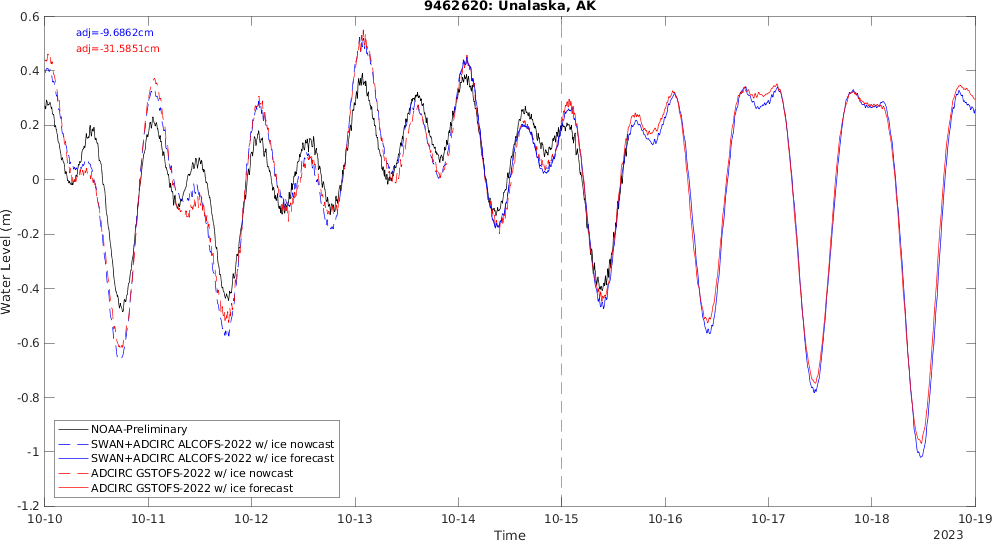 9462620: Unalaska, AK
adj=-9.6862cm
adj=-31.5851cm
0.6
0.4
0.2
0
-0.2
-0.4
-0.6
-0.8
-1
-1.2
Water Level (m)
NOAA-Preliminary
SWAN+ADCIRC ALCOFS-2022 w/ ice nowcast
SWAN+ADCIRC ALCOFS-2022 w/ ice forecast
ADCIRC GSTOFS-2022 w/ ice nowcast
ADCIRC GSTOFS-2022 w/ ice forecast
10-10 10-11 10-12 10-13 10-14 10-15 10-16 10-17 10-18 10-19
Time
2023